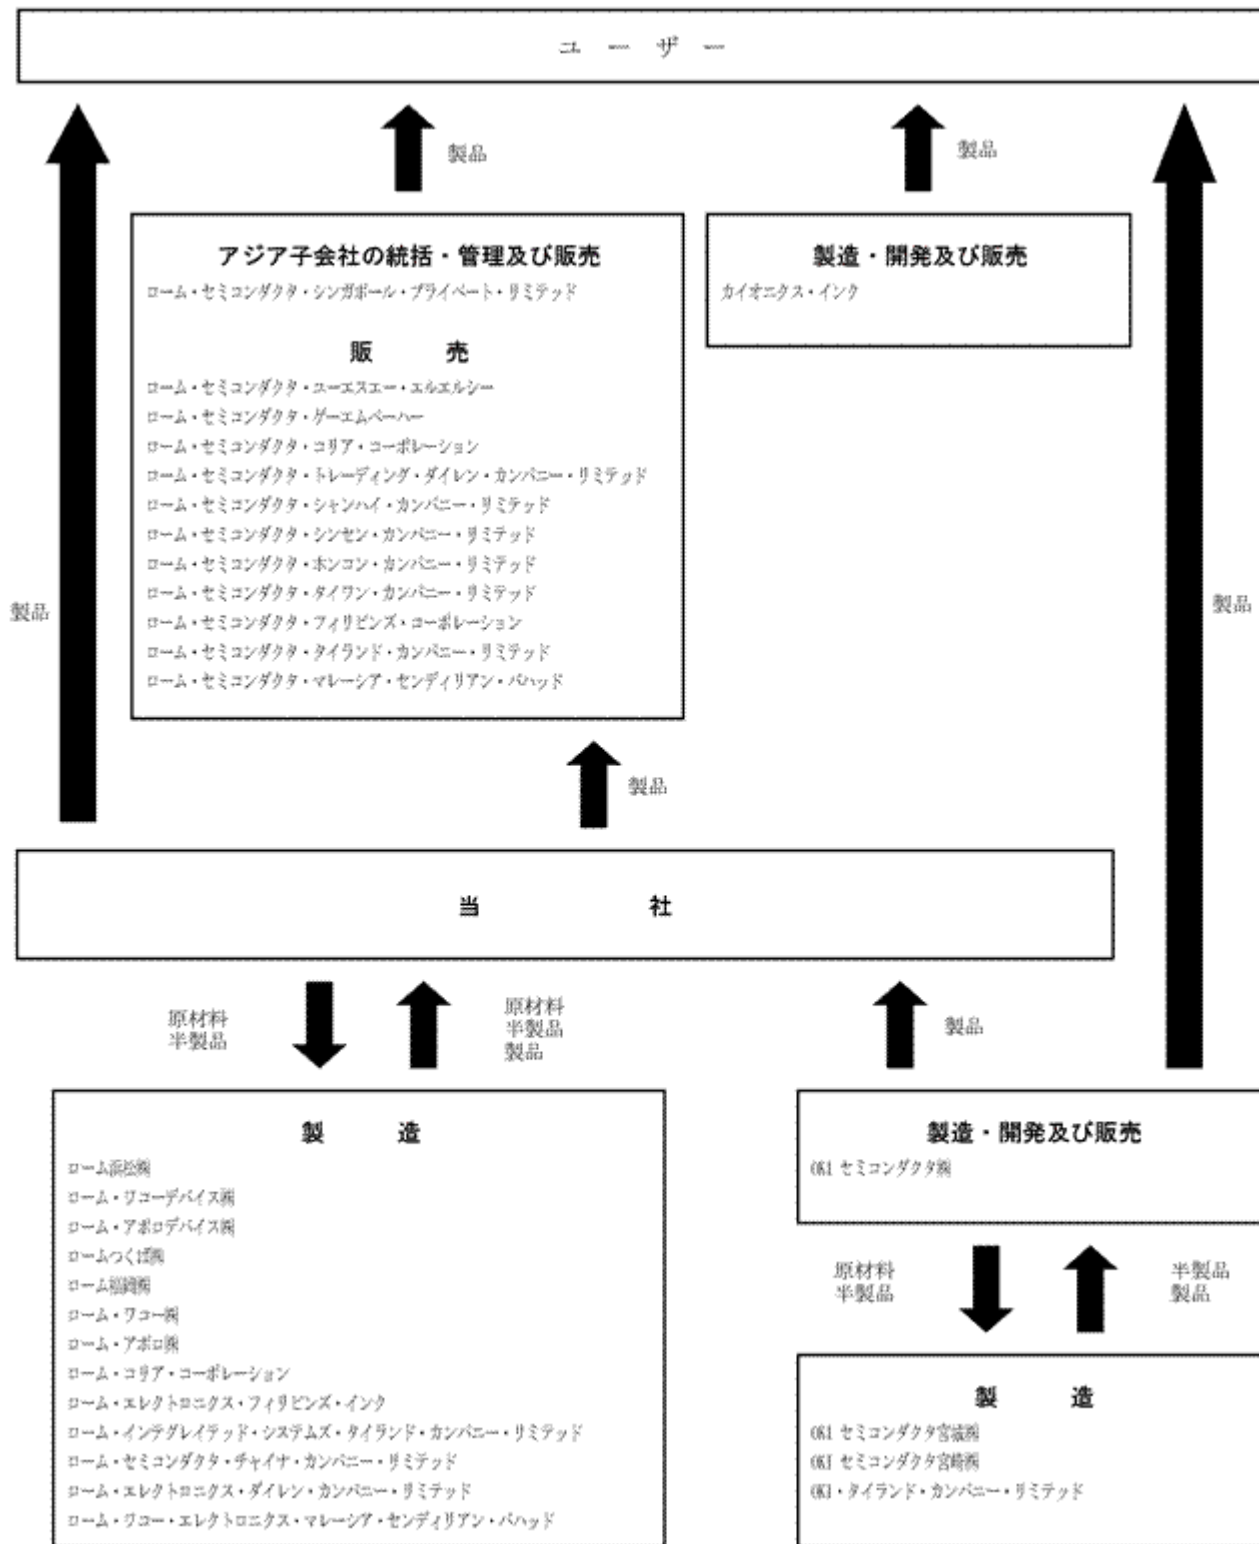 ユーザー
製品
製品
アジア子会社の統括・管理及び販売
ローム・セミコンダクタ・シンガポール・プライベート・リミテッド
販売
ローム・セミコンダクタ・ユーエスエー・エルエルシー
ローム・セミコンダクタ・ゲーエムベーハー
ローム・セミコンダクタ・コリア・コーポレーション
ローム・セミコンダクタ・トレーディング・ダイレン・カンパニー・リミテッド
ローム・セミコンダクタ・シャンハイ・カンパニー・リミテッド
ローム・セミコンダクタ・シンセン・カンパニー・リミテッド
ローム・セミコンダクタ・ホンコン・カンパニー・リミテッド
ローム・セミコンダクタ・タイワン・カンパニー・リミテッド
ローム・セミコンダクタ・フィリピンズ・コーポレーション
ローム・セミコンダクタ・タイランド・カンパニー・リミテッド
ローム・セミコンダクタ・マレーシア・センディリアン・バハッド
製造・開発及び販売
カイオニクス・インク
製品
製品
製品
当社
原材料
半製品
原材料
半製品
製品
製品
製造
ローム浜松㈱
ローム・ワコーデバイス㈱
ローム・アポロデバイス㈱
ロームつくば㈱
ローム福岡㈱
ローム・ワコー㈱
ローム・アポロ㈱
ローム・コリア・コーポレーション
ローム・エレクトロニクス・フィリピンズ・インク
ローム・インテグレイテッド・システムズ・タイランド・カンパニー・リミテッド
ローム・セミコンダクタ・チャイナ・カンパニー・リミテッド
ローム・エレクトロニクス・ダイレン・カンパニー・リミテッド
ローム・ワコー・エレクトロニクス・マレーシア・センディリアン・バハッド
製造・開発及び販売
OKI セミコンダクタ㈱
原材料
半製品
半製品
製品
製造
OKI セミコンダクタ宮城㈱
OKI セミコンダクタ宮崎㈱
OKI・タイランド・カンパニー・リミテッド